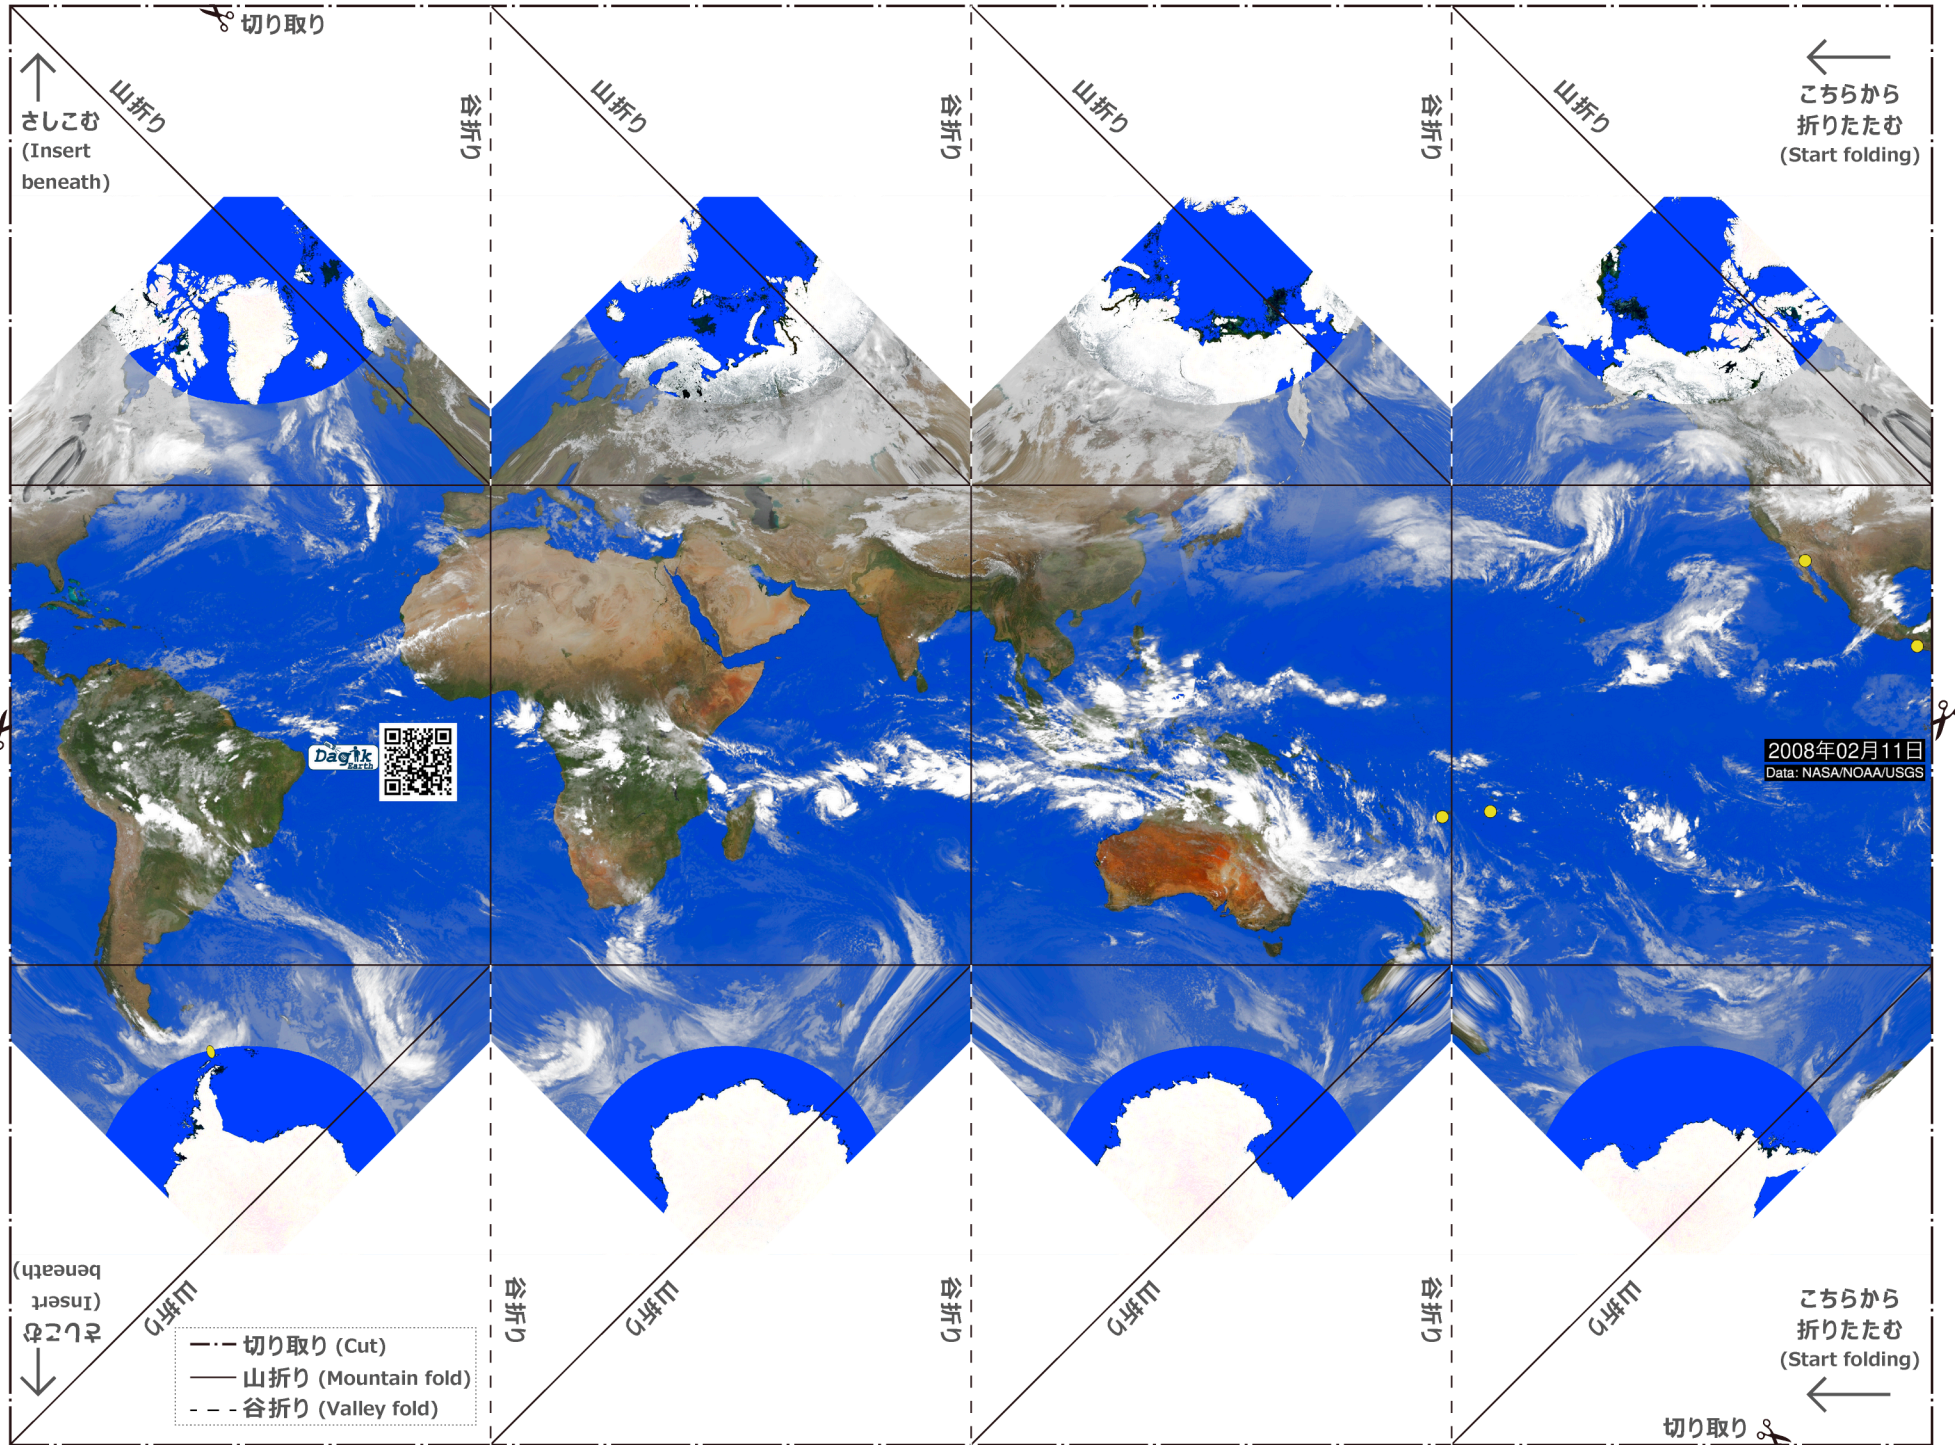 切り取り
さしこむ
(Insert
beneath)
山折り
谷折り
山折り
谷折り
山折り
谷折り
山折り
こちらから
折りたたむ
(Start folding)
Dagik
Earth
2008年02月11日
Data: NASA/NOAA/USGS
さしこむ
(Insert
beneath)
山折り
谷折り
山折り
谷折り
山折り
谷折り
山折り
こちらから
折りたたむ
(Start folding)
切り取り (Cut)
山折り (Mountain fold)
谷折り (Valley fold)
切り取り